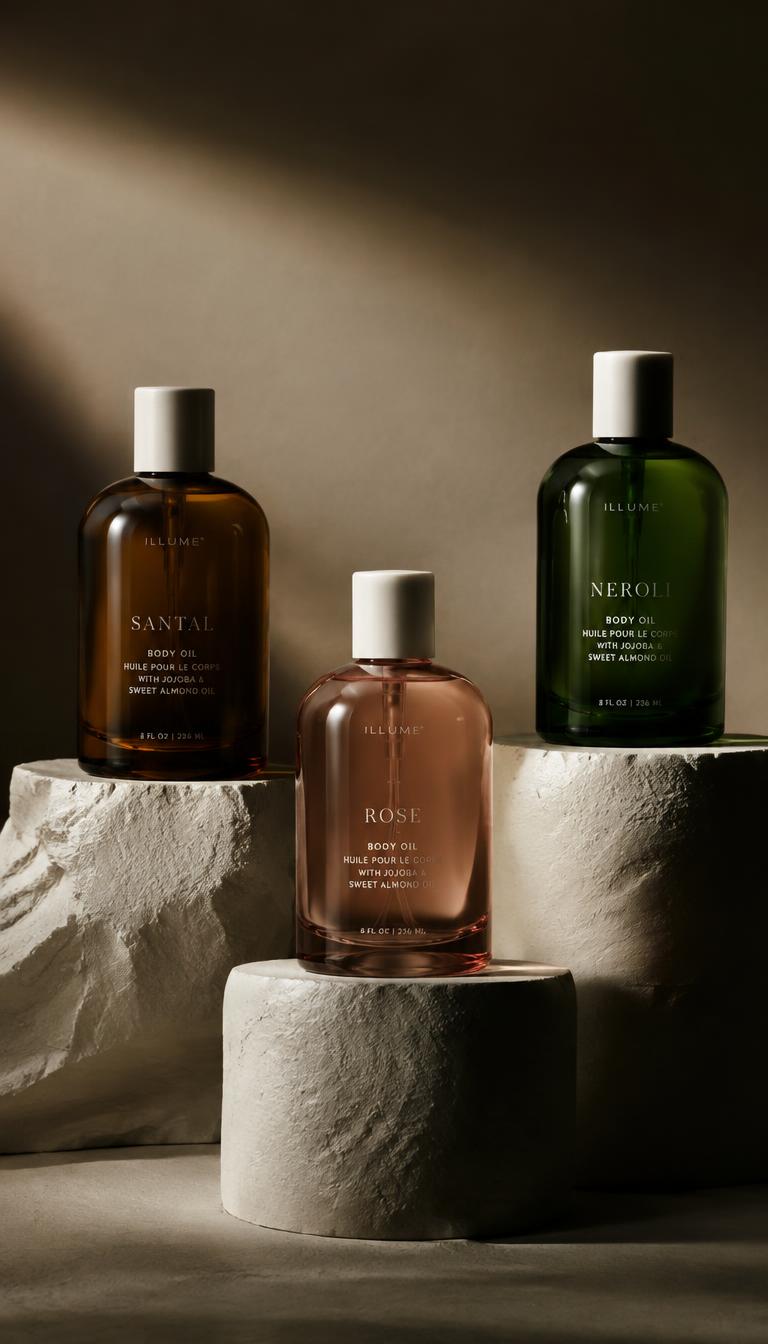 ILLUME°
SANTAL
BODY OIL
HUILE POUR LE CORPS
WITH JOJOBA &
SWEET ALMOND OIL
8 FL OZ | 236 ML
ILLUME°
ROSE
BODY OIL
HUILE POUR LE CORPS
WITH JOJOBA &
SWEET ALMOND OIL
8 FL OZ | 236 ML
ILLUME°
NEROLI
BODY OIL
HUILE POUR LE CORPS
WITH JOJOBA &
SWEET ALMOND OIL
8 FL OZ | 236 ML